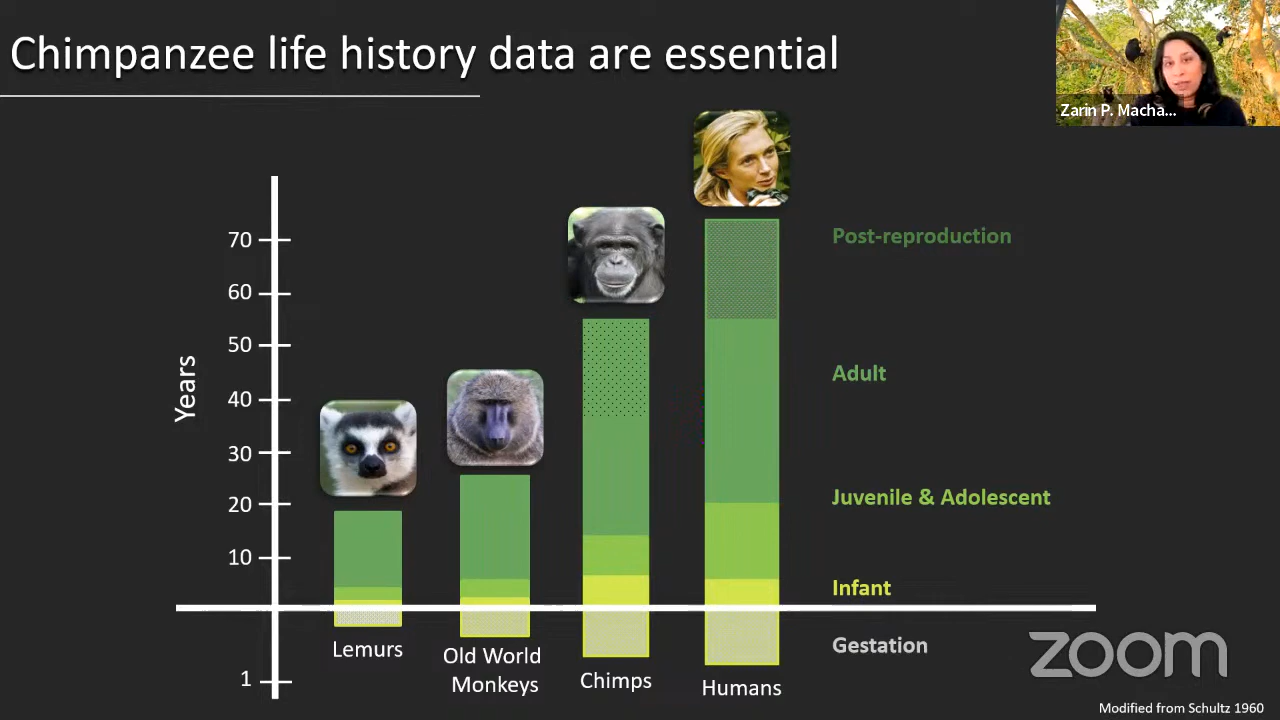 Chimpanzee life history data are essential
Zarin P. Macha...
Years
70
60
50
40
30
20
10
1
Post-reproduction
Adult
Juvenile & Adolescent
Infant
Gestation
Lemurs
Old World
Monkeys
Chimps
Humans
zoom
Modified from Schultz 1960